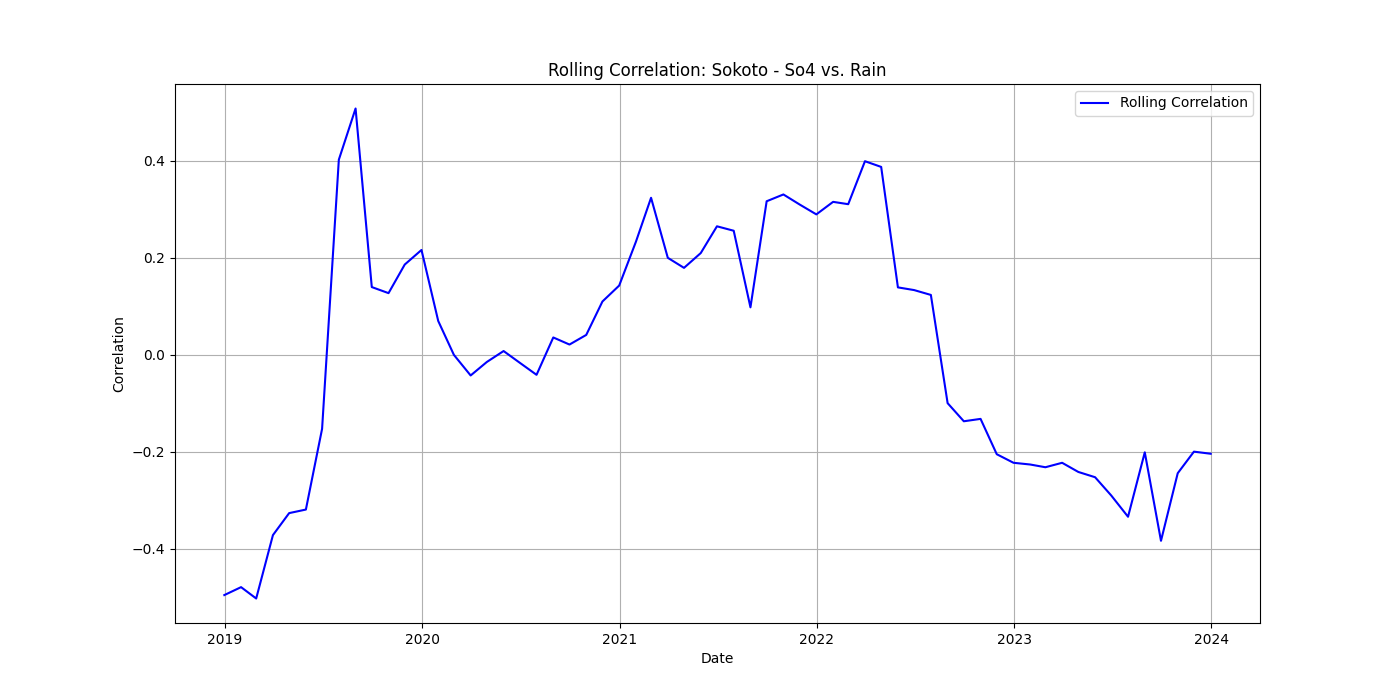 Rolling Correlation: Sokoto - So4 vs. Rain
Rolling Correlation
Correlation
0.4
0.2
0.0
−0.2
−0.4
2019 2020 2021 2022 2023 2024
Date